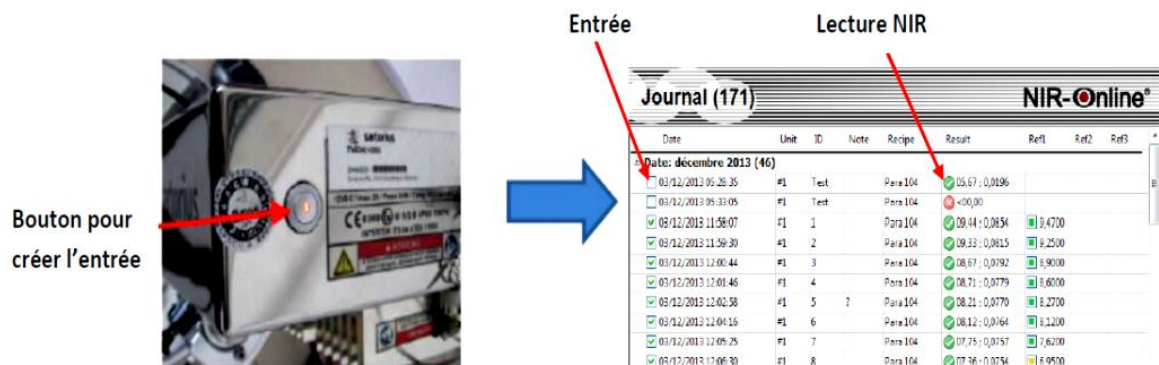 Entrée
Lecture NIR
Bouton pour
créer l'entrée
sartorius
Journal (171)
NIR-Online®
Date Unit ID Note Recipe Result Ref1 Ref2 Ref3
Date: décembre 2013 (46)
03/12/2013 05:28:35 #1 Test Para 104 05,67 ; 0,0196
03/12/2013 05:33:05 #1 Test Para 104 <00,00
03/12/2013 11:58:07 #1 1 Para 104 09,44 ; 0,0854 9,4700
03/12/2013 11:59:30 #1 2 Para 104 09,33 ; 0,0815 9,2500
03/12/2013 12:00:44 #1 3 Para 104 08,67 ; 0,0792 8,9000
03/12/2013 12:01:46 #1 4 Para 104 08,71 ; 0,0779 8,6000
03/12/2013 12:02:58 #1 5 ? Para 104 08,21 ; 0,0770 8,2700
03/12/2013 12:04:16 #1 6 Para 104 08,12 ; 0,0764 8,1200
03/12/2013 12:05:25 #1 7 Para 104 07,75 ; 0,0757 7,6200
03/12/2013 12:06:30 #1 8 Para 104 07,36 ; 0,0754 6,9500